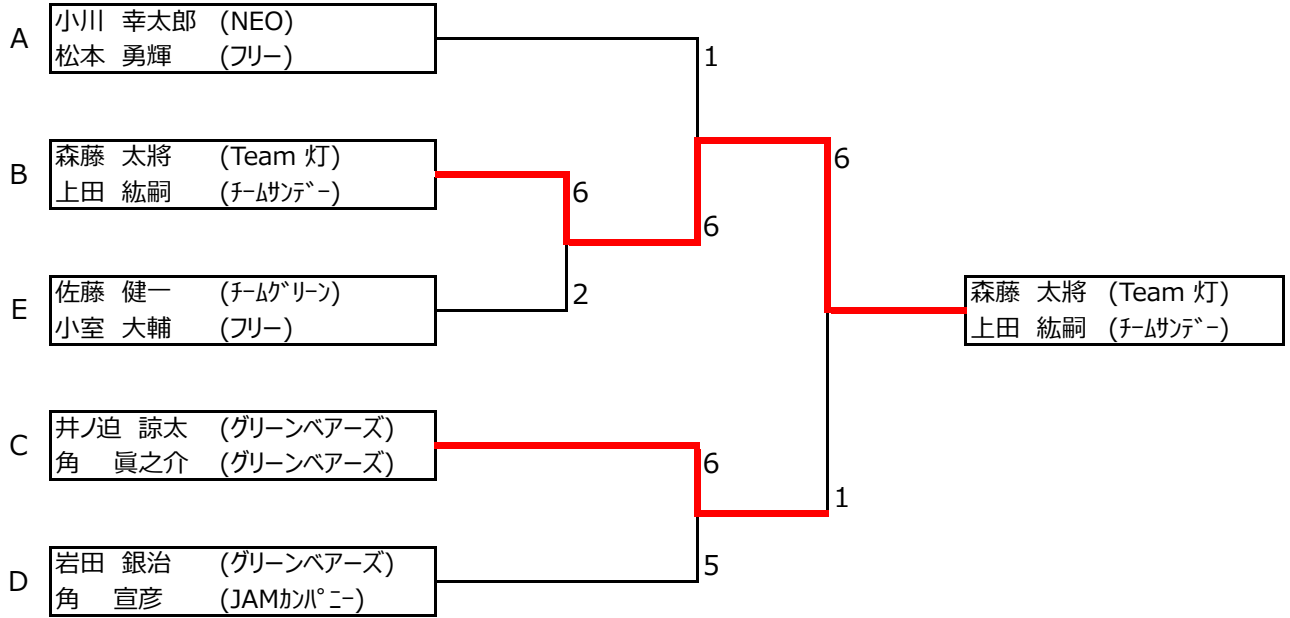 A
小川 幸太郎 (NEO)
松本 勇輝 (フリー)
1
B
森藤 太將 (Team 灯)
上田 紘嗣 (ﾁｰﾑｻﾝﾃﾞｰ)
6
6
6
E
佐藤 健一 (ﾁｰﾑｸﾞﾘｰﾝ)
小室 大輔 (フリー)
2
森藤 太將 (Team 灯)
上田 紘嗣 (ﾁｰﾑｻﾝﾃﾞｰ)
C
井ノ迫 諒太 (グリーンベアーズ)
角 眞之介 (グリーンベアーズ)
6
1
D
岩田 銀治 (グリーンベアーズ)
角 宣彦 (JAMｶﾝﾊﾟﾆｰ)
5